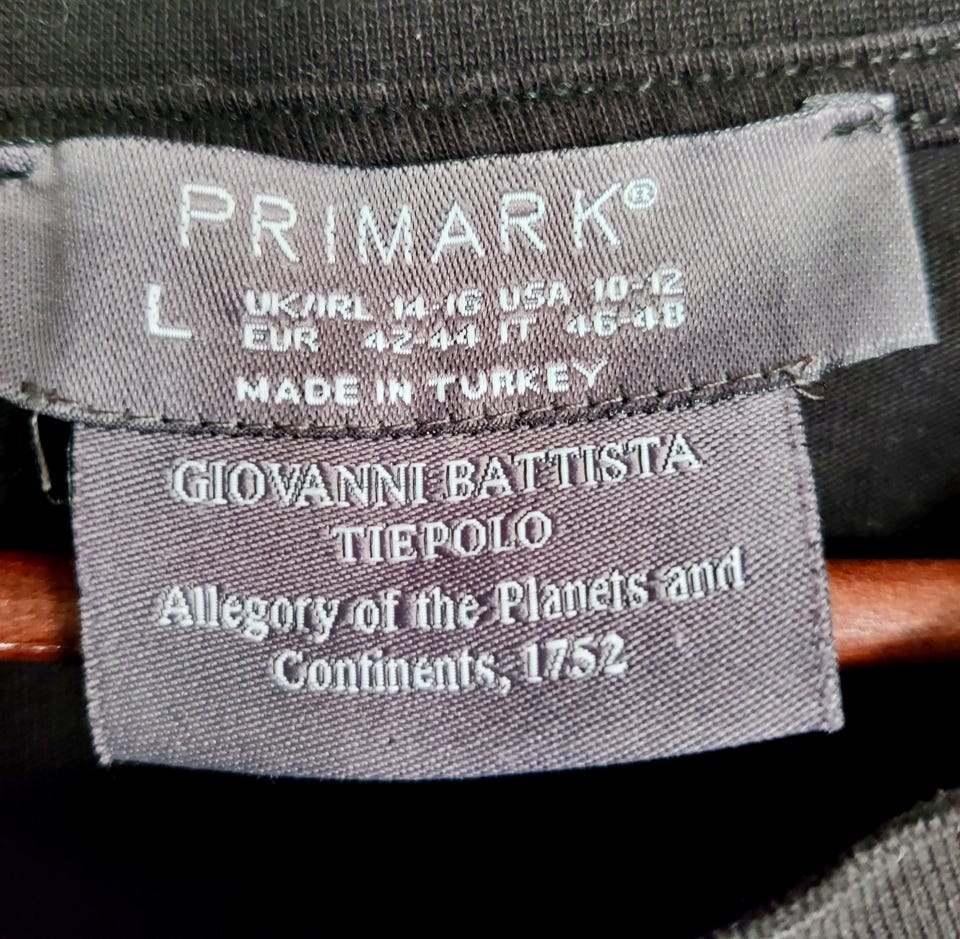 PRIMARK®
L UK/IRL 14-16 USA 10-12
EUR 42-44 IT 46-48
MADE IN TURKEY
GIOVANNI BATTISTA
TIEPOLO
Allegory of the Planets and
Continents, 1752